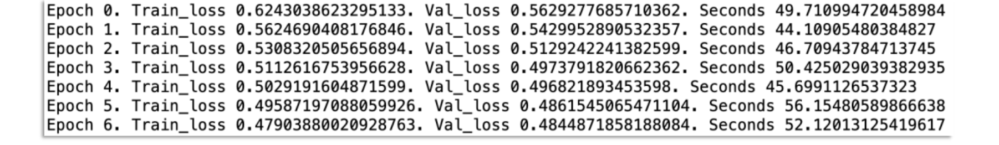 Epoch 0. Train_loss 0.6243038623295133. Val_loss 0.5629277685710362. Seconds 49.710994720458984
Epoch 1. Train_loss 0.5624690408176846. Val_loss 0.5429952890532357. Seconds 44.10905480384827
Epoch 2. Train_loss 0.5308320505656894. Val_loss 0.5129242241382599. Seconds 46.70943784713745
Epoch 3. Train_loss 0.5112616753956628. Val_loss 0.4973791820662362. Seconds 50.425029039382935
Epoch 4. Train_loss 0.5029191604871599. Val_loss 0.496821893453598. Seconds 45.6991126537323
Epoch 5. Train_loss 0.49587197088059926. Val_loss 0.4861545065471104. Seconds 56.15480589866638
Epoch 6. Train_loss 0.47903880020928763. Val_loss 0.4844871858188084. Seconds 52.12013125419617